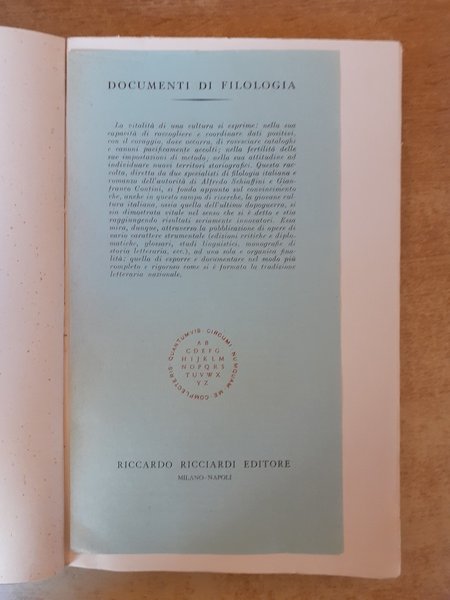 DOCUMENTI DI FILOLOGIA
La vitalità di una cultura si esprime: nella sua
capacità di raccogliere e coordinare dati positivi,
con il coraggio, dove occorra, di rovesciare cataloghi
e canoni pacificamente accolti; nella fertilità delle
sue impostazioni di metodo; nella sua attitudine ad
individuare nuovi territori storiografici. Questa rac-
colta, diretta da due specialisti di filologia italiana e
romanza dell'autorità di Alfredo Schiaffini e Gian-
franco Contini, si fonda appunto sul convincimento
che, anche in questo campo di ricerche, la giovane cul-
tura italiana, ossia quella dell'ultimo dopoguerra, si
sia dimostrata vitale nel senso che si è detto e stia
raggiungendo risultati seriamente innovatori. Essa
mira, dunque, attraverso la pubblicazione di opere di
vario carattere strumentale (edizioni critiche e diplo-
matiche, glossari, studi linguistici, monografie di
storia letteraria, ecc.), ad una sola e organica fina-
lità: quella di esporre e documentare nel modo più
completo e rigoroso come si è formata la tradizione
letteraria nazionale.
QUANTUMVIS · CIRCUMI · NUMQUAM ME · COMPLECTERIS
AB
CDEFG
HIJKLM
NOPQRS
TUVWX
YZ
RICCARDO RICCIARDI EDITORE
MILANO-NAPOLI